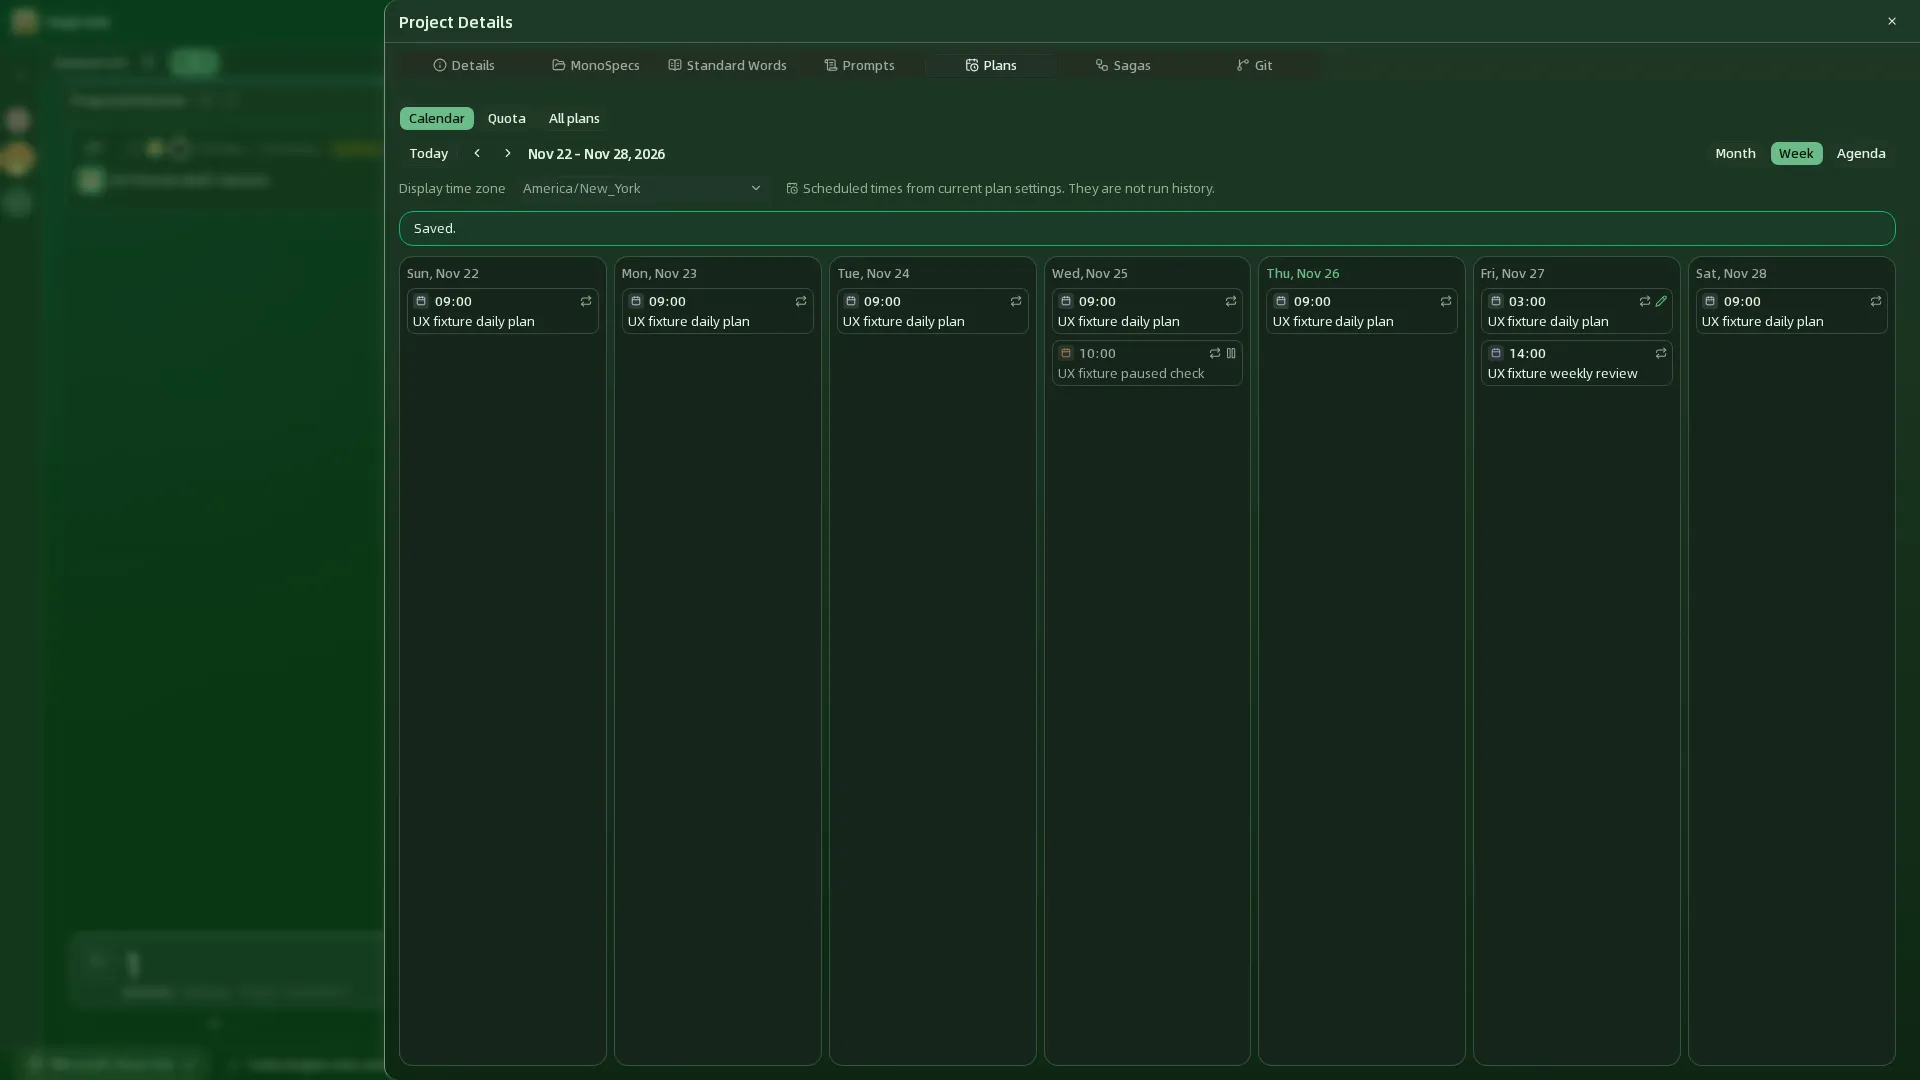 Project Details
Details
MonoSpecs
Standard Words
Prompts
Plans
Sagas
Git
Calendar
Quota
All plans
Today
Nov 22 – Nov 28, 2026
Month
Week
Agenda
Display time zone
America/New_York
Scheduled times from current plan settings. They are not run history.
Saved.
Sun, Nov 22
09:00
UX fixture daily plan
Mon, Nov 23
09:00
UX fixture daily plan
Tue, Nov 24
09:00
UX fixture daily plan
Wed, Nov 25
09:00
UX fixture daily plan
10:00
UX fixture paused check
Thu, Nov 26
09:00
UX fixture daily plan
Fri, Nov 27
03:00
UX fixture daily plan
14:00
UX fixture weekly review
Sat, Nov 28
09:00
UX fixture daily plan